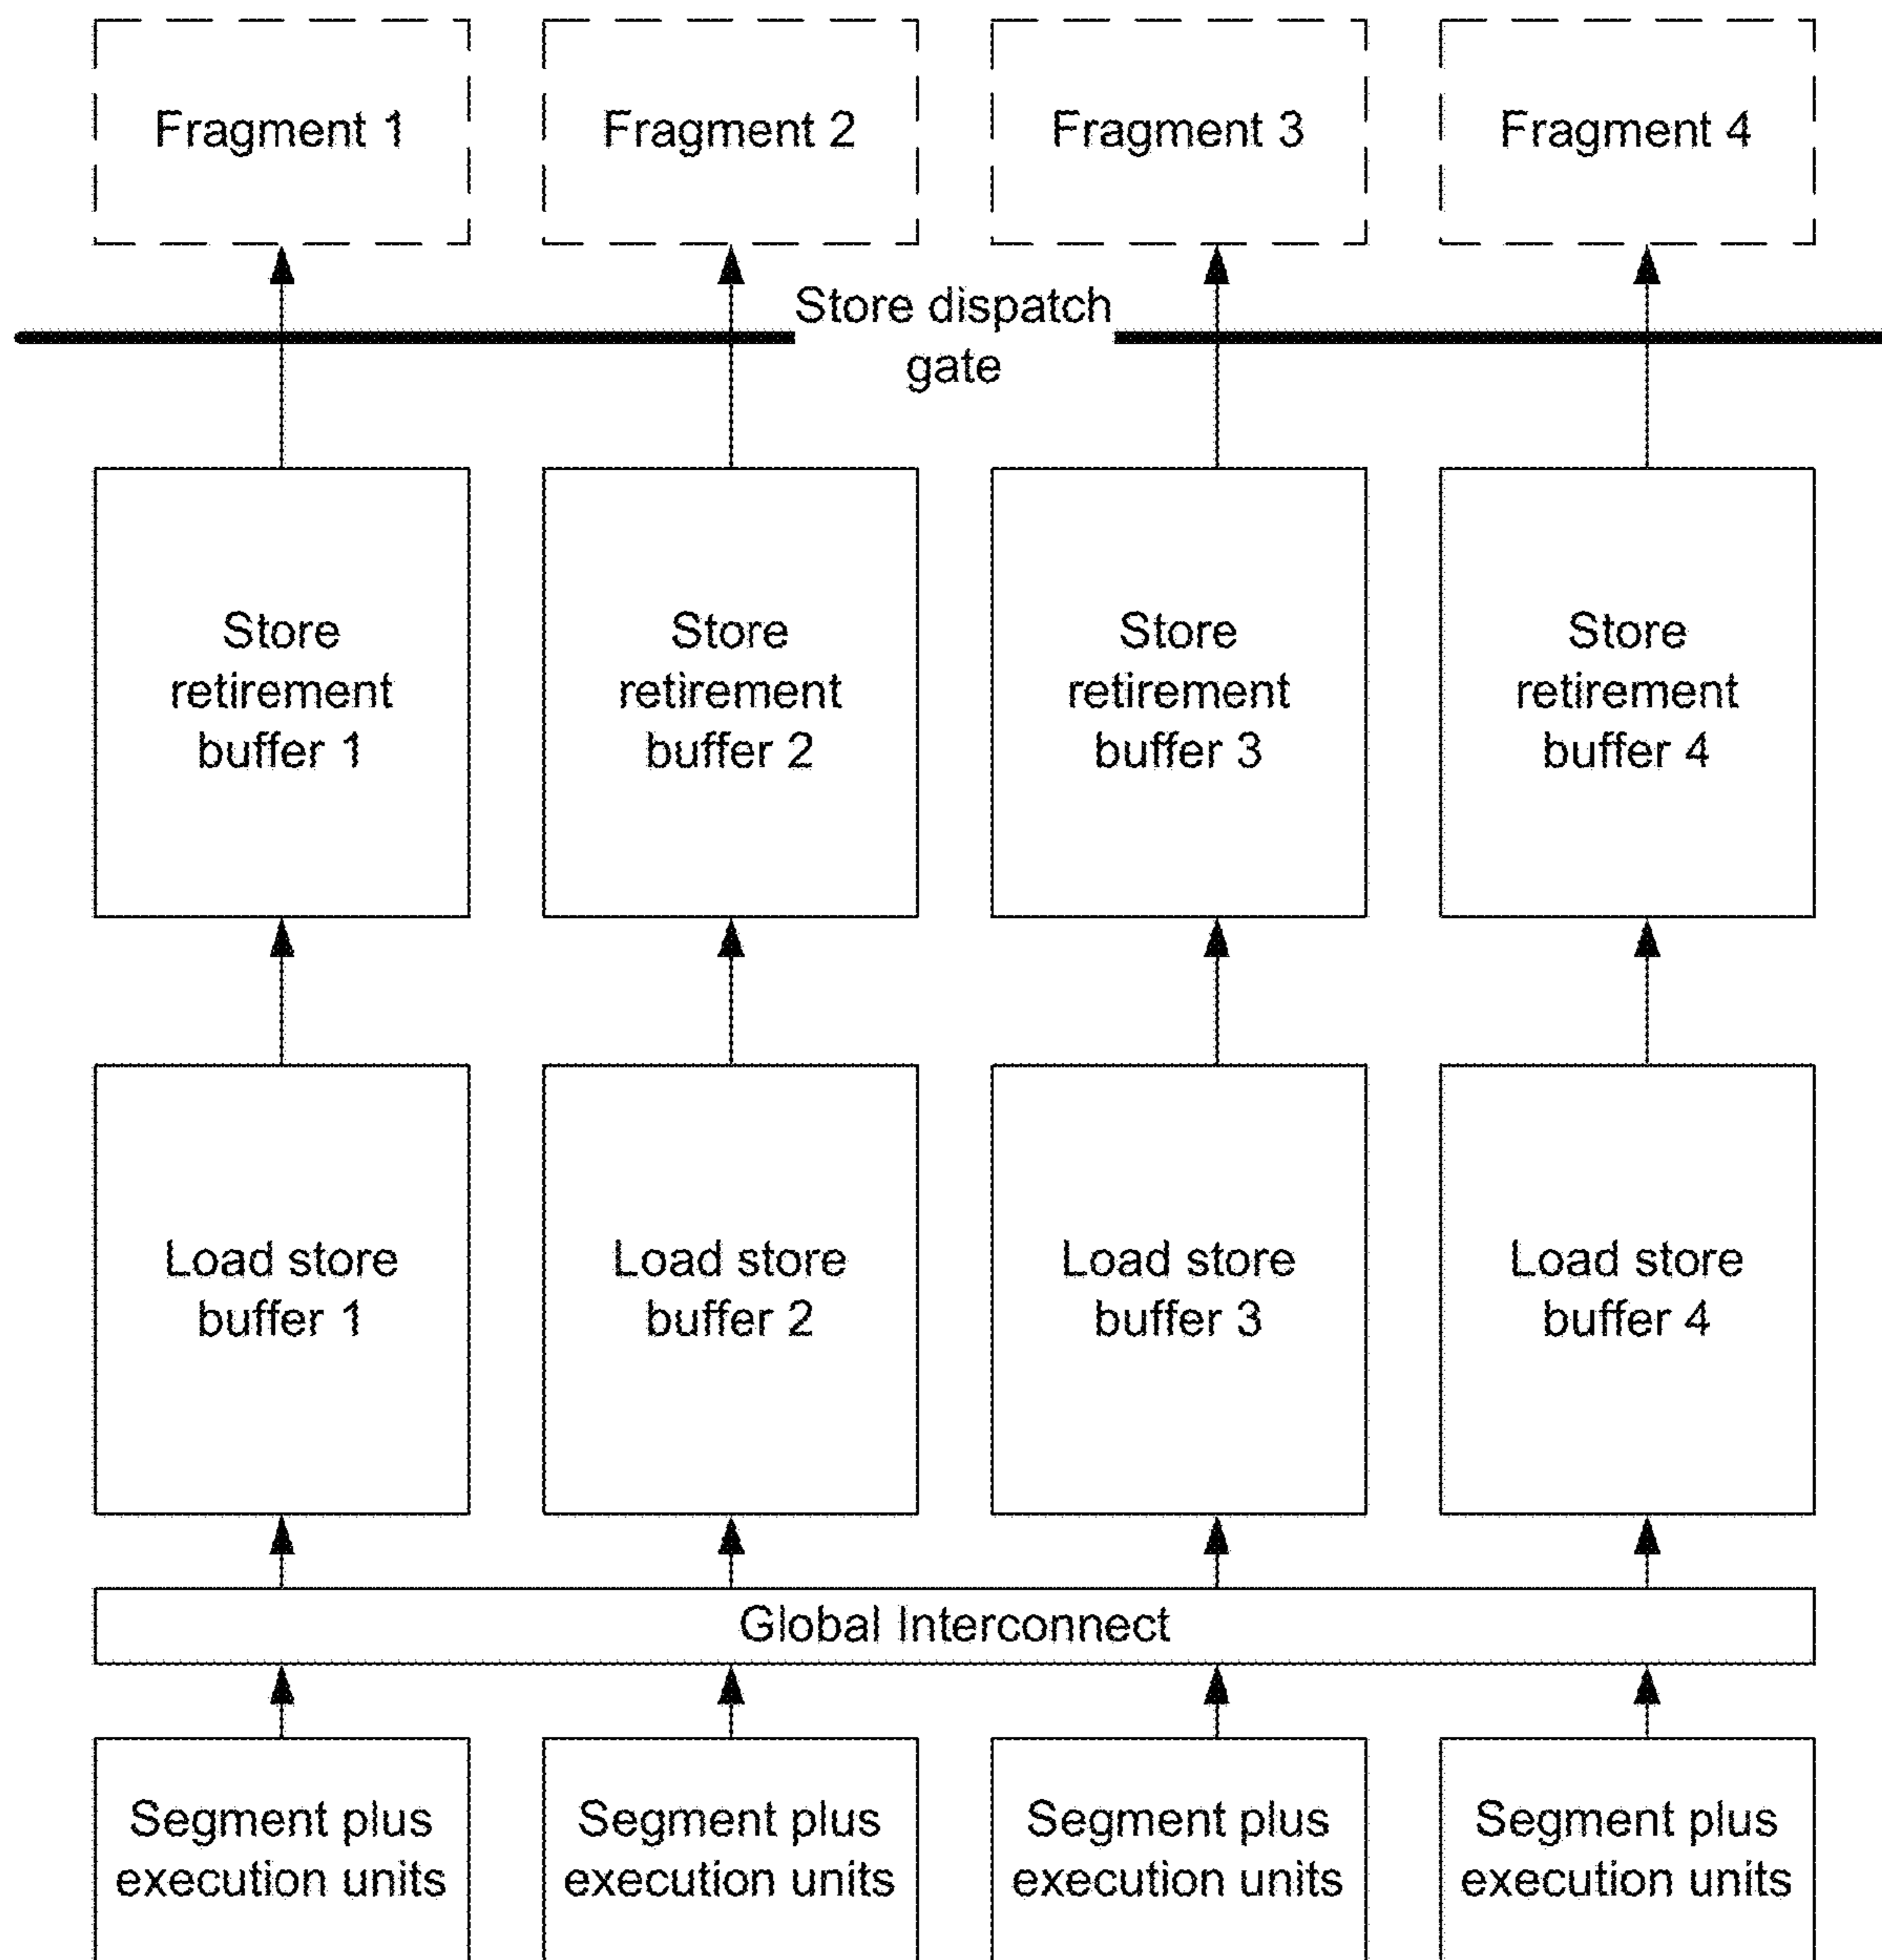 Fragment 1
Fragment 2
Fragment 3
Fragment 4
Store dispatch
gate
Store
retirement
buffer 1
Store
retirement
buffer 2
Store
retirement
buffer 3
Store
retirement
buffer 4
Load store
buffer 1
Load store
buffer 2
Load store
buffer 3
Load store
buffer 4
Global Interconnect
Segment plus
execution units
Segment plus
execution units
Segment plus
execution units
Segment plus
execution units